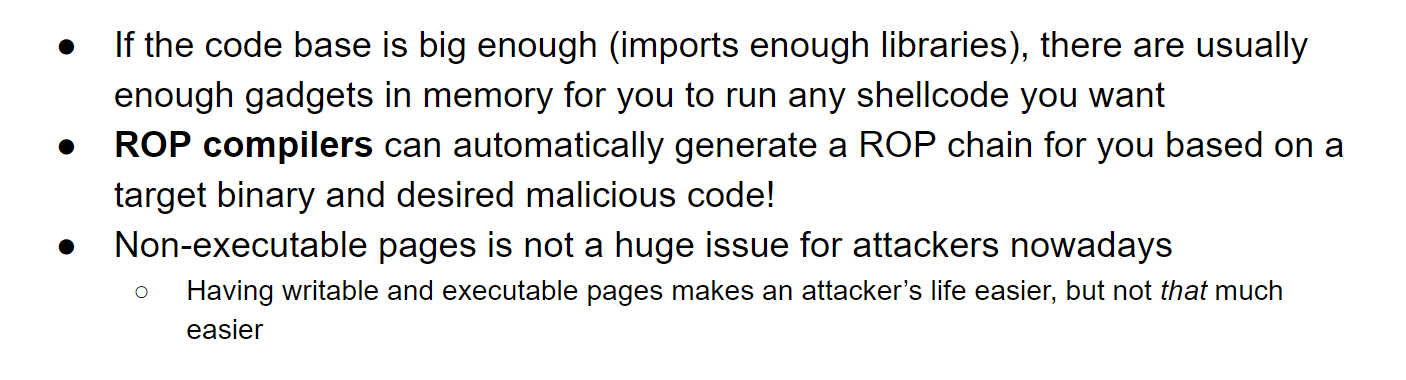 ● If the code base is big enough (imports enough libraries), there are usually
enough gadgets in memory for you to run any shellcode you want
● ROP compilers can automatically generate a ROP chain for you based on a
target binary and desired malicious code!
● Non-executable pages is not a huge issue for attackers nowadays
○ Having writable and executable pages makes an attacker’s life easier, but not that much
easier